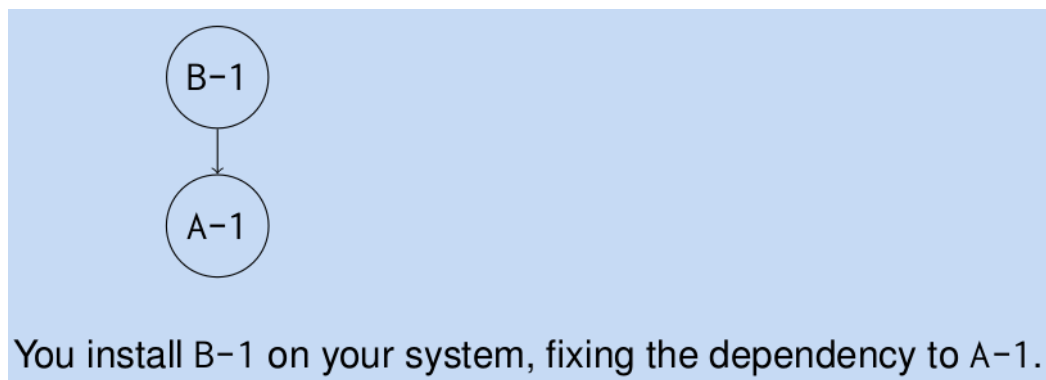 B-1
A-1
You install B-1 on your system, fixing the dependency to A-1.